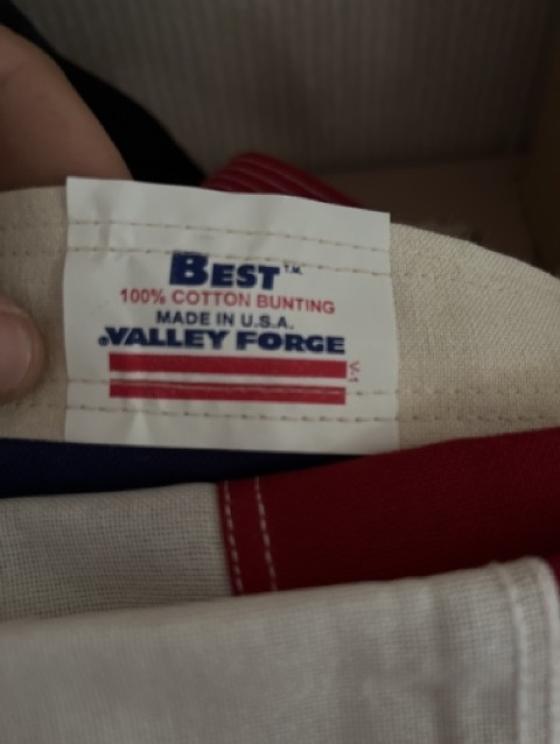 BEST™
100% COTTON BUNTING
MADE IN U.S.A.
®VALLEY FORGE
V-1